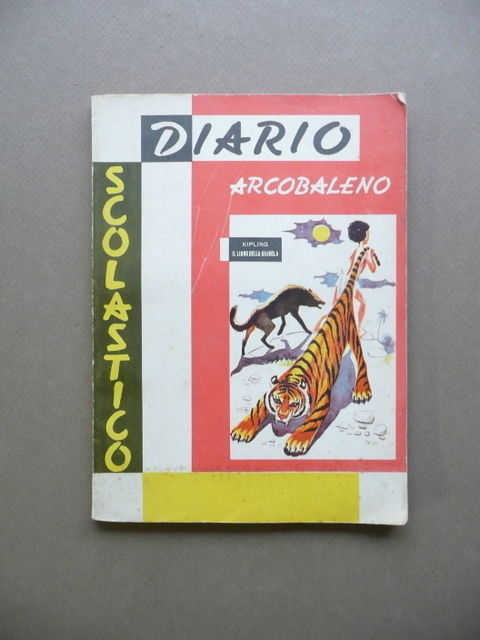 DIARIO
SCOLASTICO
ARCOBALENO
KIPLING
IL LIBRO DELLA GIUNGLA